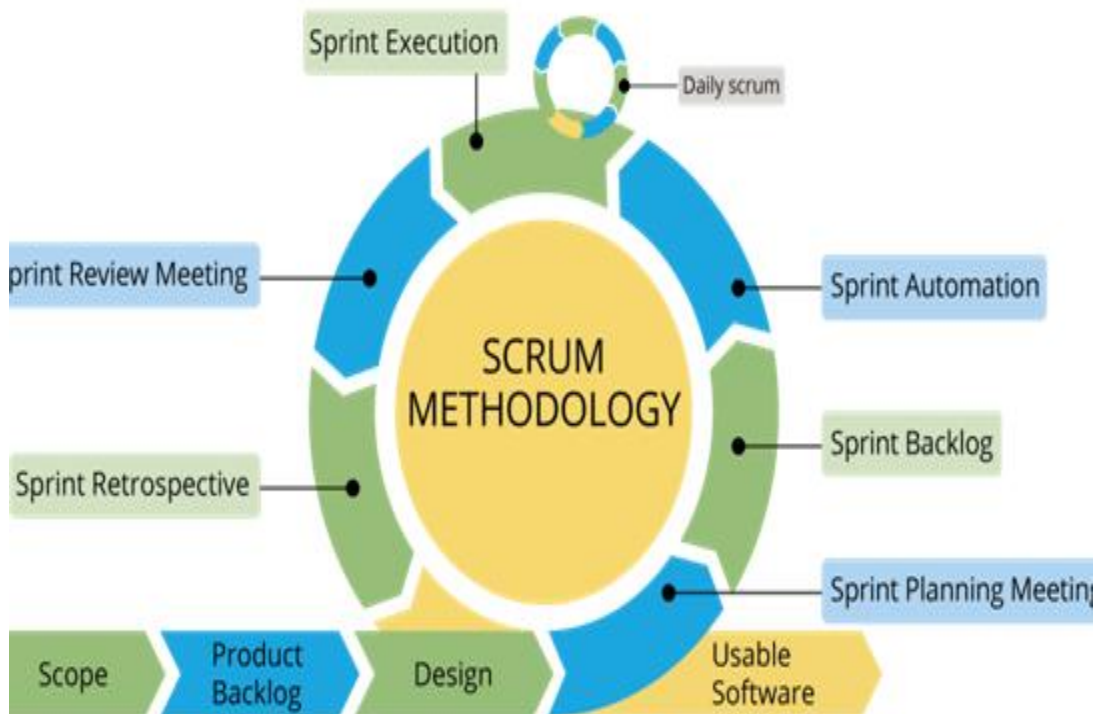 Sprint Execution
Daily scrum
print Review Meeting
Sprint Automation
SCRUM
METHODOLOGY
Sprint Backlog
Sprint Retrospective
Sprint Planning Meeting
Scope
Product
Backlog
Design
Usable
Software